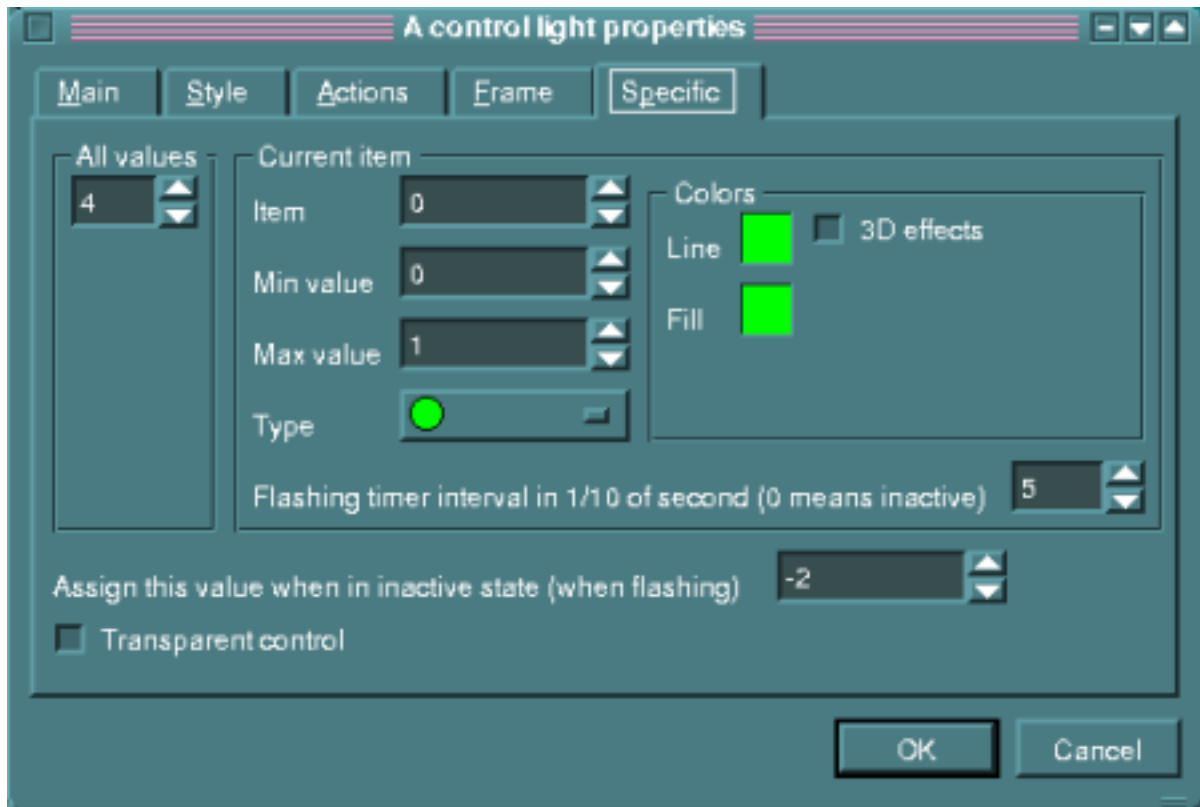 A control light properties
Main Style Actions Frame Specific
All values
4
Current item
Item 0
Min value 0
Max value 1
Type
Colors
Line
3D effects
Fill
Flashing timer interval in 1/10 of second (0 means inactive) 5
Assign this value when in inactive state (when flashing) -2
Transparent control
OK Cancel